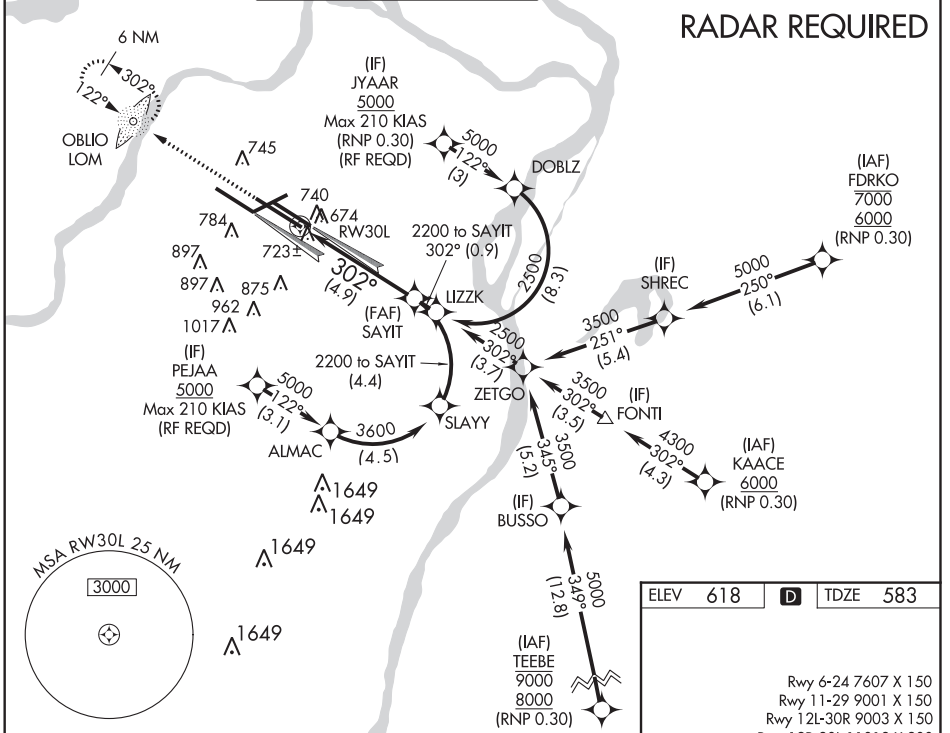 RADAR REQUIRED
6 NM
302°
122°
OBLIO
LOM
(IF)
JYAAR
5000
Max 210 KIAS
(RNP 0.30)
(RF REQD)
5000
122°
(3)
DOBLZ
(IAF)
FDRKO
7000
6000
(RNP 0.30)
745
740
674
RW30L
784
723±
897
897
875
962
1017
302°
(4.9)
2200 to SAYIT
302° (0.9)
2500
(8.3)
LIZZK
(FAF)
SAYIT
(IF)
SHREC
5000
250°
(6.1)
3500
251°
(5.4)
2500
302°
(3.7)
ZETGO
2200 to SAYIT
(4.4)
(IF)
PEJAA
5000
Max 210 KIAS
(RF REQD)
5000
122°
(3.1)
ALMAC
3600
(4.5)
SLAYY
3500
302°
(3.5)
(IF)
FONTI
4300
302°
(4.3)
(IAF)
KAACE
6000
(RNP 0.30)
3500
345°
(5.2)
(IF)
BUSSO
1649
1649
1649
1649
MSA RW30L 25 NM
3000
5000
349°
(12.8)
(IAF)
TEEBE
9000
8000
(RNP 0.30)
ELEV 618 D TDZE 583
Rwy 6-24 7607 X 150
Rwy 11-29 9001 X 150
Rwy 12L-30R 9003 X 150